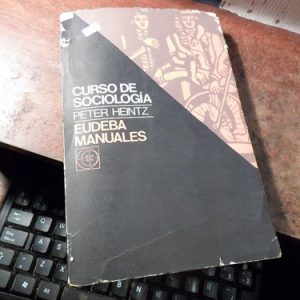 CURSO DE
SOCIOLOGÍA
PETER HEINTZ
EUDEBA
MANUALES